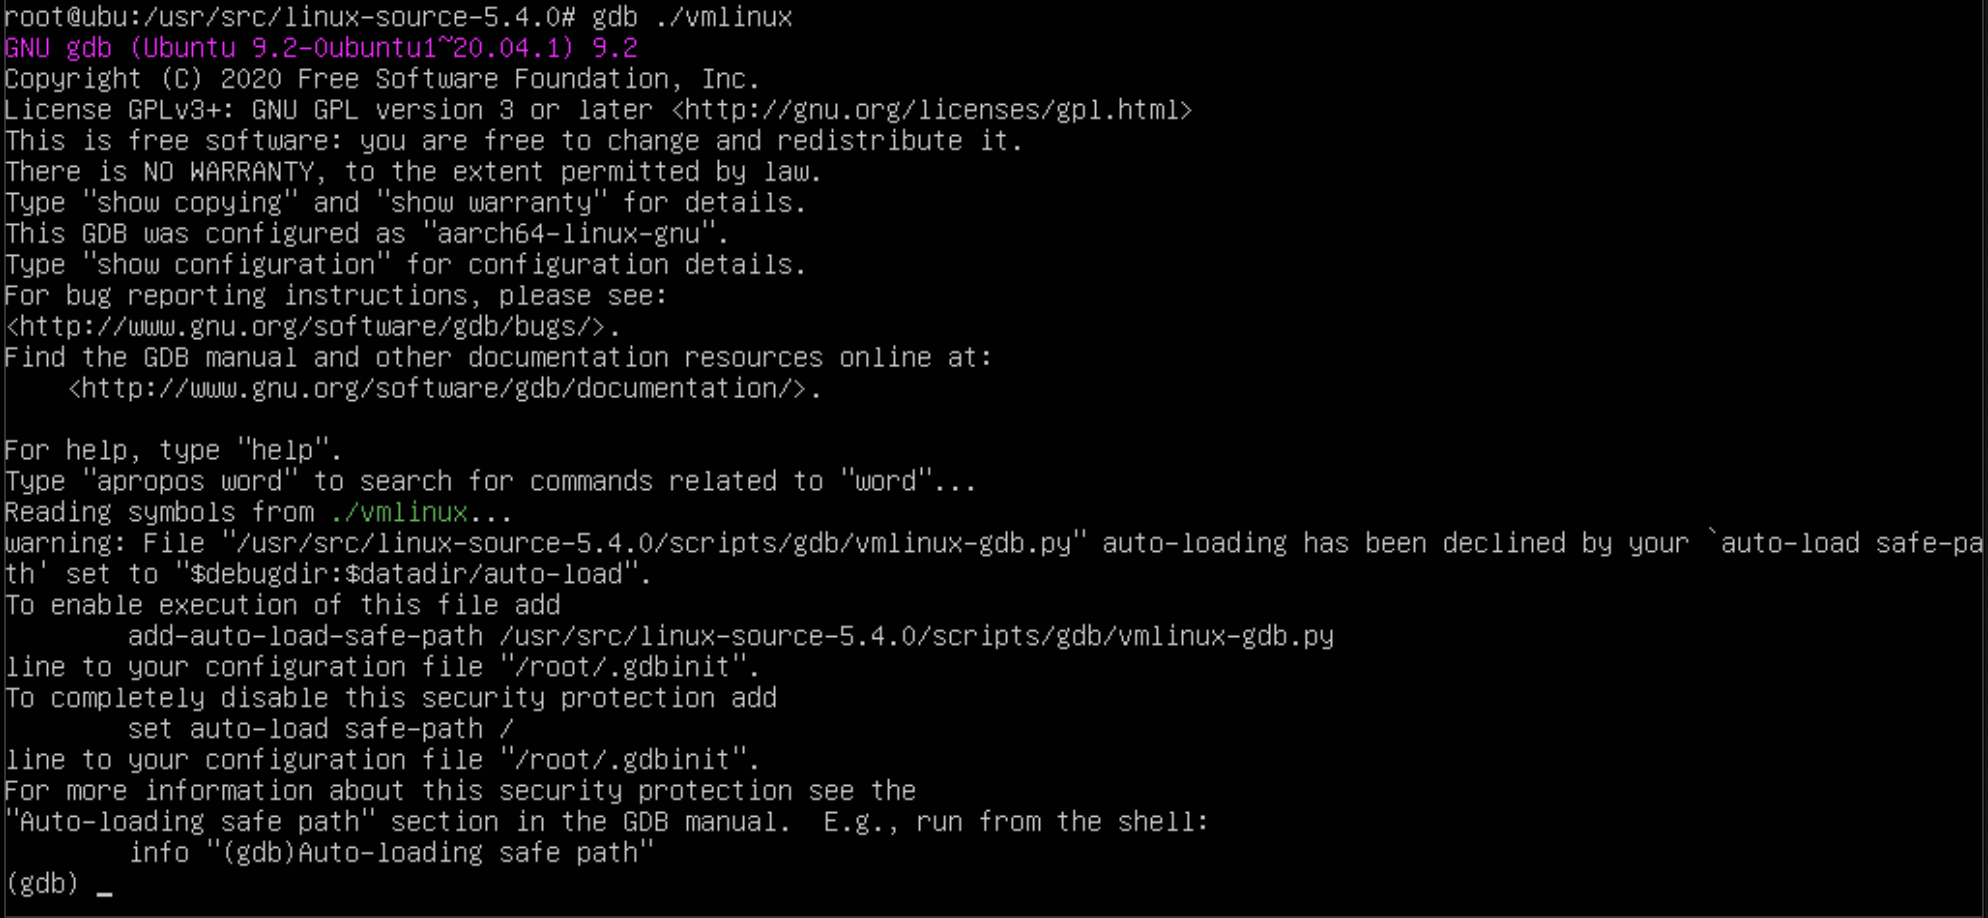 root@ubu:/usr/src/linux-source-5.4.0# gdb ./vmlinux
GNU gdb (Ubuntu 9.2-0ubuntu1~20.04.1) 9.2
Copyright (C) 2020 Free Software Foundation, Inc.
License GPLv3+: GNU GPL version 3 or later <http://gnu.org/licenses/gpl.html>
This is free software: you are free to change and redistribute it.
There is NO WARRANTY, to the extent permitted by law.
Type "show copying" and "show warranty" for details.
This GDB was configured as "aarch64-linux-gnu".
Type "show configuration" for configuration details.
For bug reporting instructions, please see:
<http://www.gnu.org/software/gdb/bugs/>.
Find the GDB manual and other documentation resources online at:
    <http://www.gnu.org/software/gdb/documentation/>.

For help, type "help".
Type "apropos word" to search for commands related to "word"...
Reading symbols from ./vmlinux...
warning: File "/usr/src/linux-source-5.4.0/scripts/gdb/vmlinux-gdb.py" auto-loading has been declined by your `auto-load safe-pa
th' set to "$debugdir:$datadir/auto-load".
To enable execution of this file add
        add-auto-load-safe-path /usr/src/linux-source-5.4.0/scripts/gdb/vmlinux-gdb.py
line to your configuration file "/root/.gdbinit".
To completely disable this security protection add
        set auto-load safe-path /
line to your configuration file "/root/.gdbinit".
For more information about this security protection see the
"Auto-loading safe path" section in the GDB manual.  E.g., run from the shell:
        info "(gdb)Auto-loading safe path"
(gdb) _